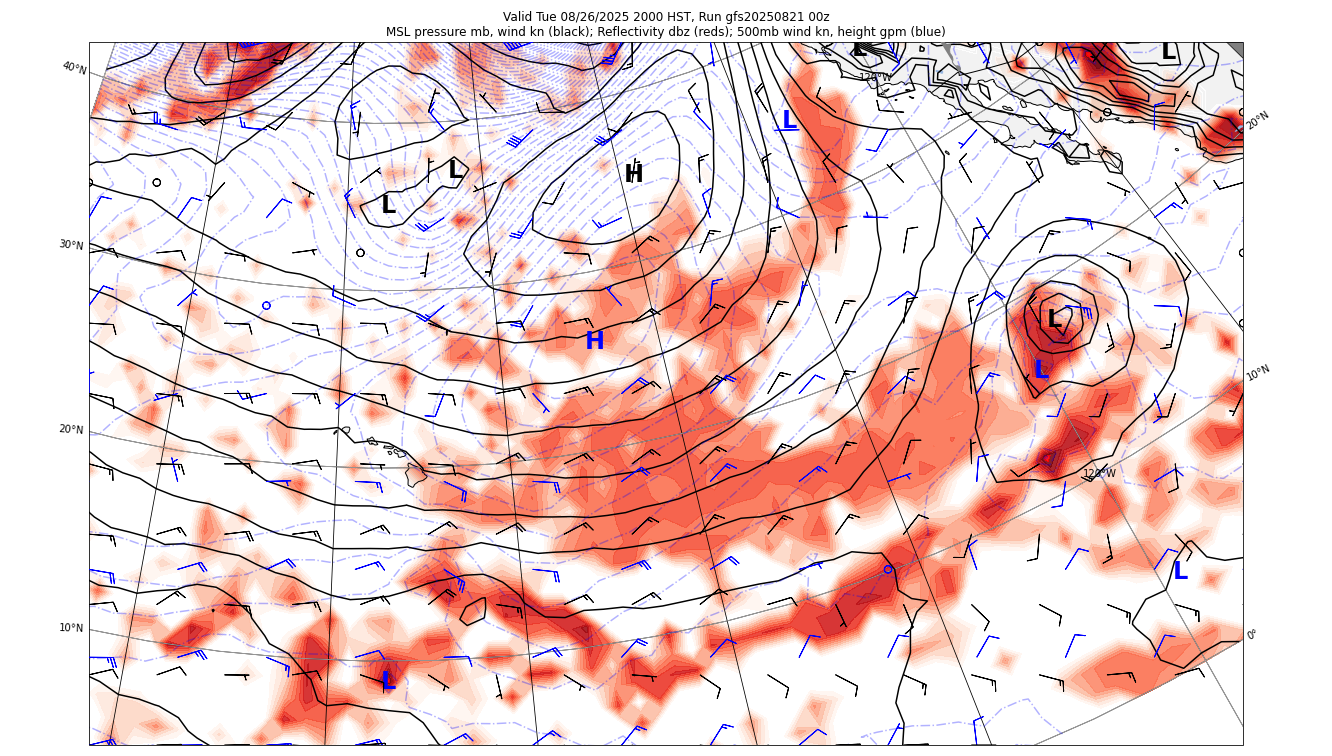 Valid Tue 08/26/2025 2000 HST, Run gfs20250821 00z
MSL pressure mb, wind kn (black); Reflectivity dbz (reds); 500mb wind kn, height gpm (blue)
L
L
40°N
120°W
L
20°N
L
H
L
30°N
L
H
L
10°N
20°N
120°W
L
10°N
0°
L